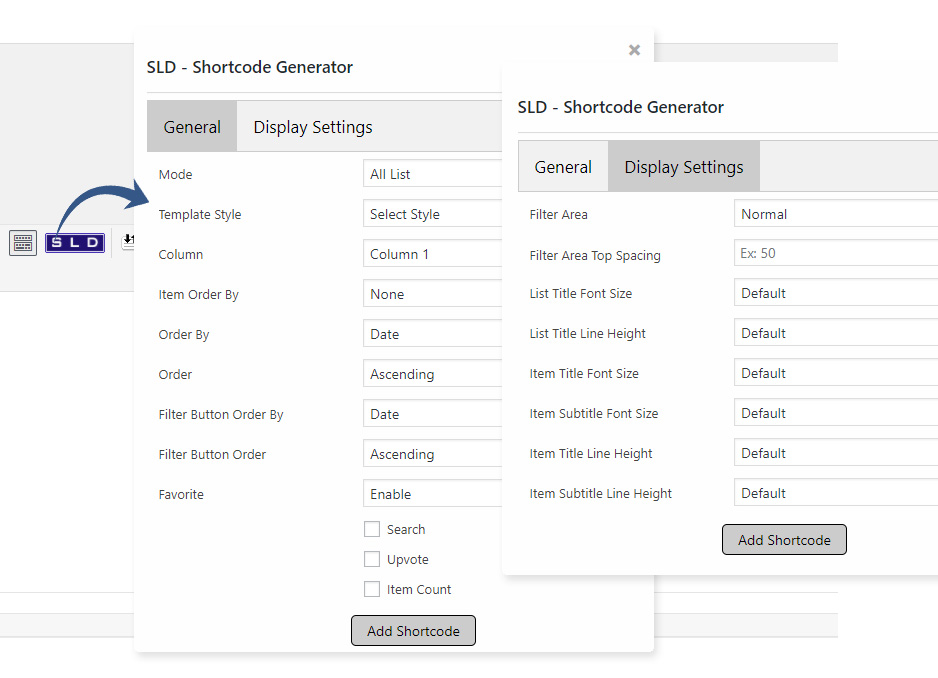 SLD
×
SLD - Shortcode Generator
General Display Settings
Mode All List
Template Style Select Style
Column Column 1
Item Order By None
Order By Date
Order Ascending
Filter Button Order By Date
Filter Button Order Ascending
Favorite Enable
Search
Upvote
Item Count
Add Shortcode
SLD - Shortcode Generator
General Display Settings
Filter Area Normal
Filter Area Top Spacing Ex: 50
List Title Font Size Default
List Title Line Height Default
Item Title Font Size Default
Item Subtitle Font Size Default
Item Title Line Height Default
Item Subtitle Line Height Default
Add Shortcode